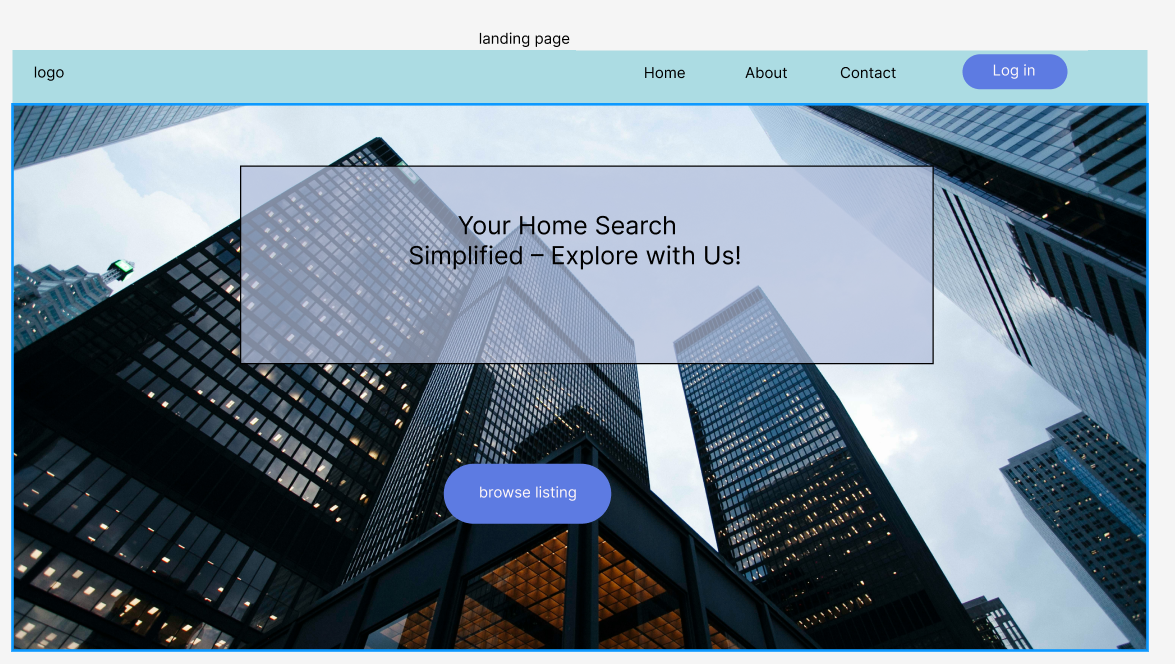 landing page
logo
Home
About
Contact
Log in
Your Home Search
Simplified – Explore with Us!
browse listing